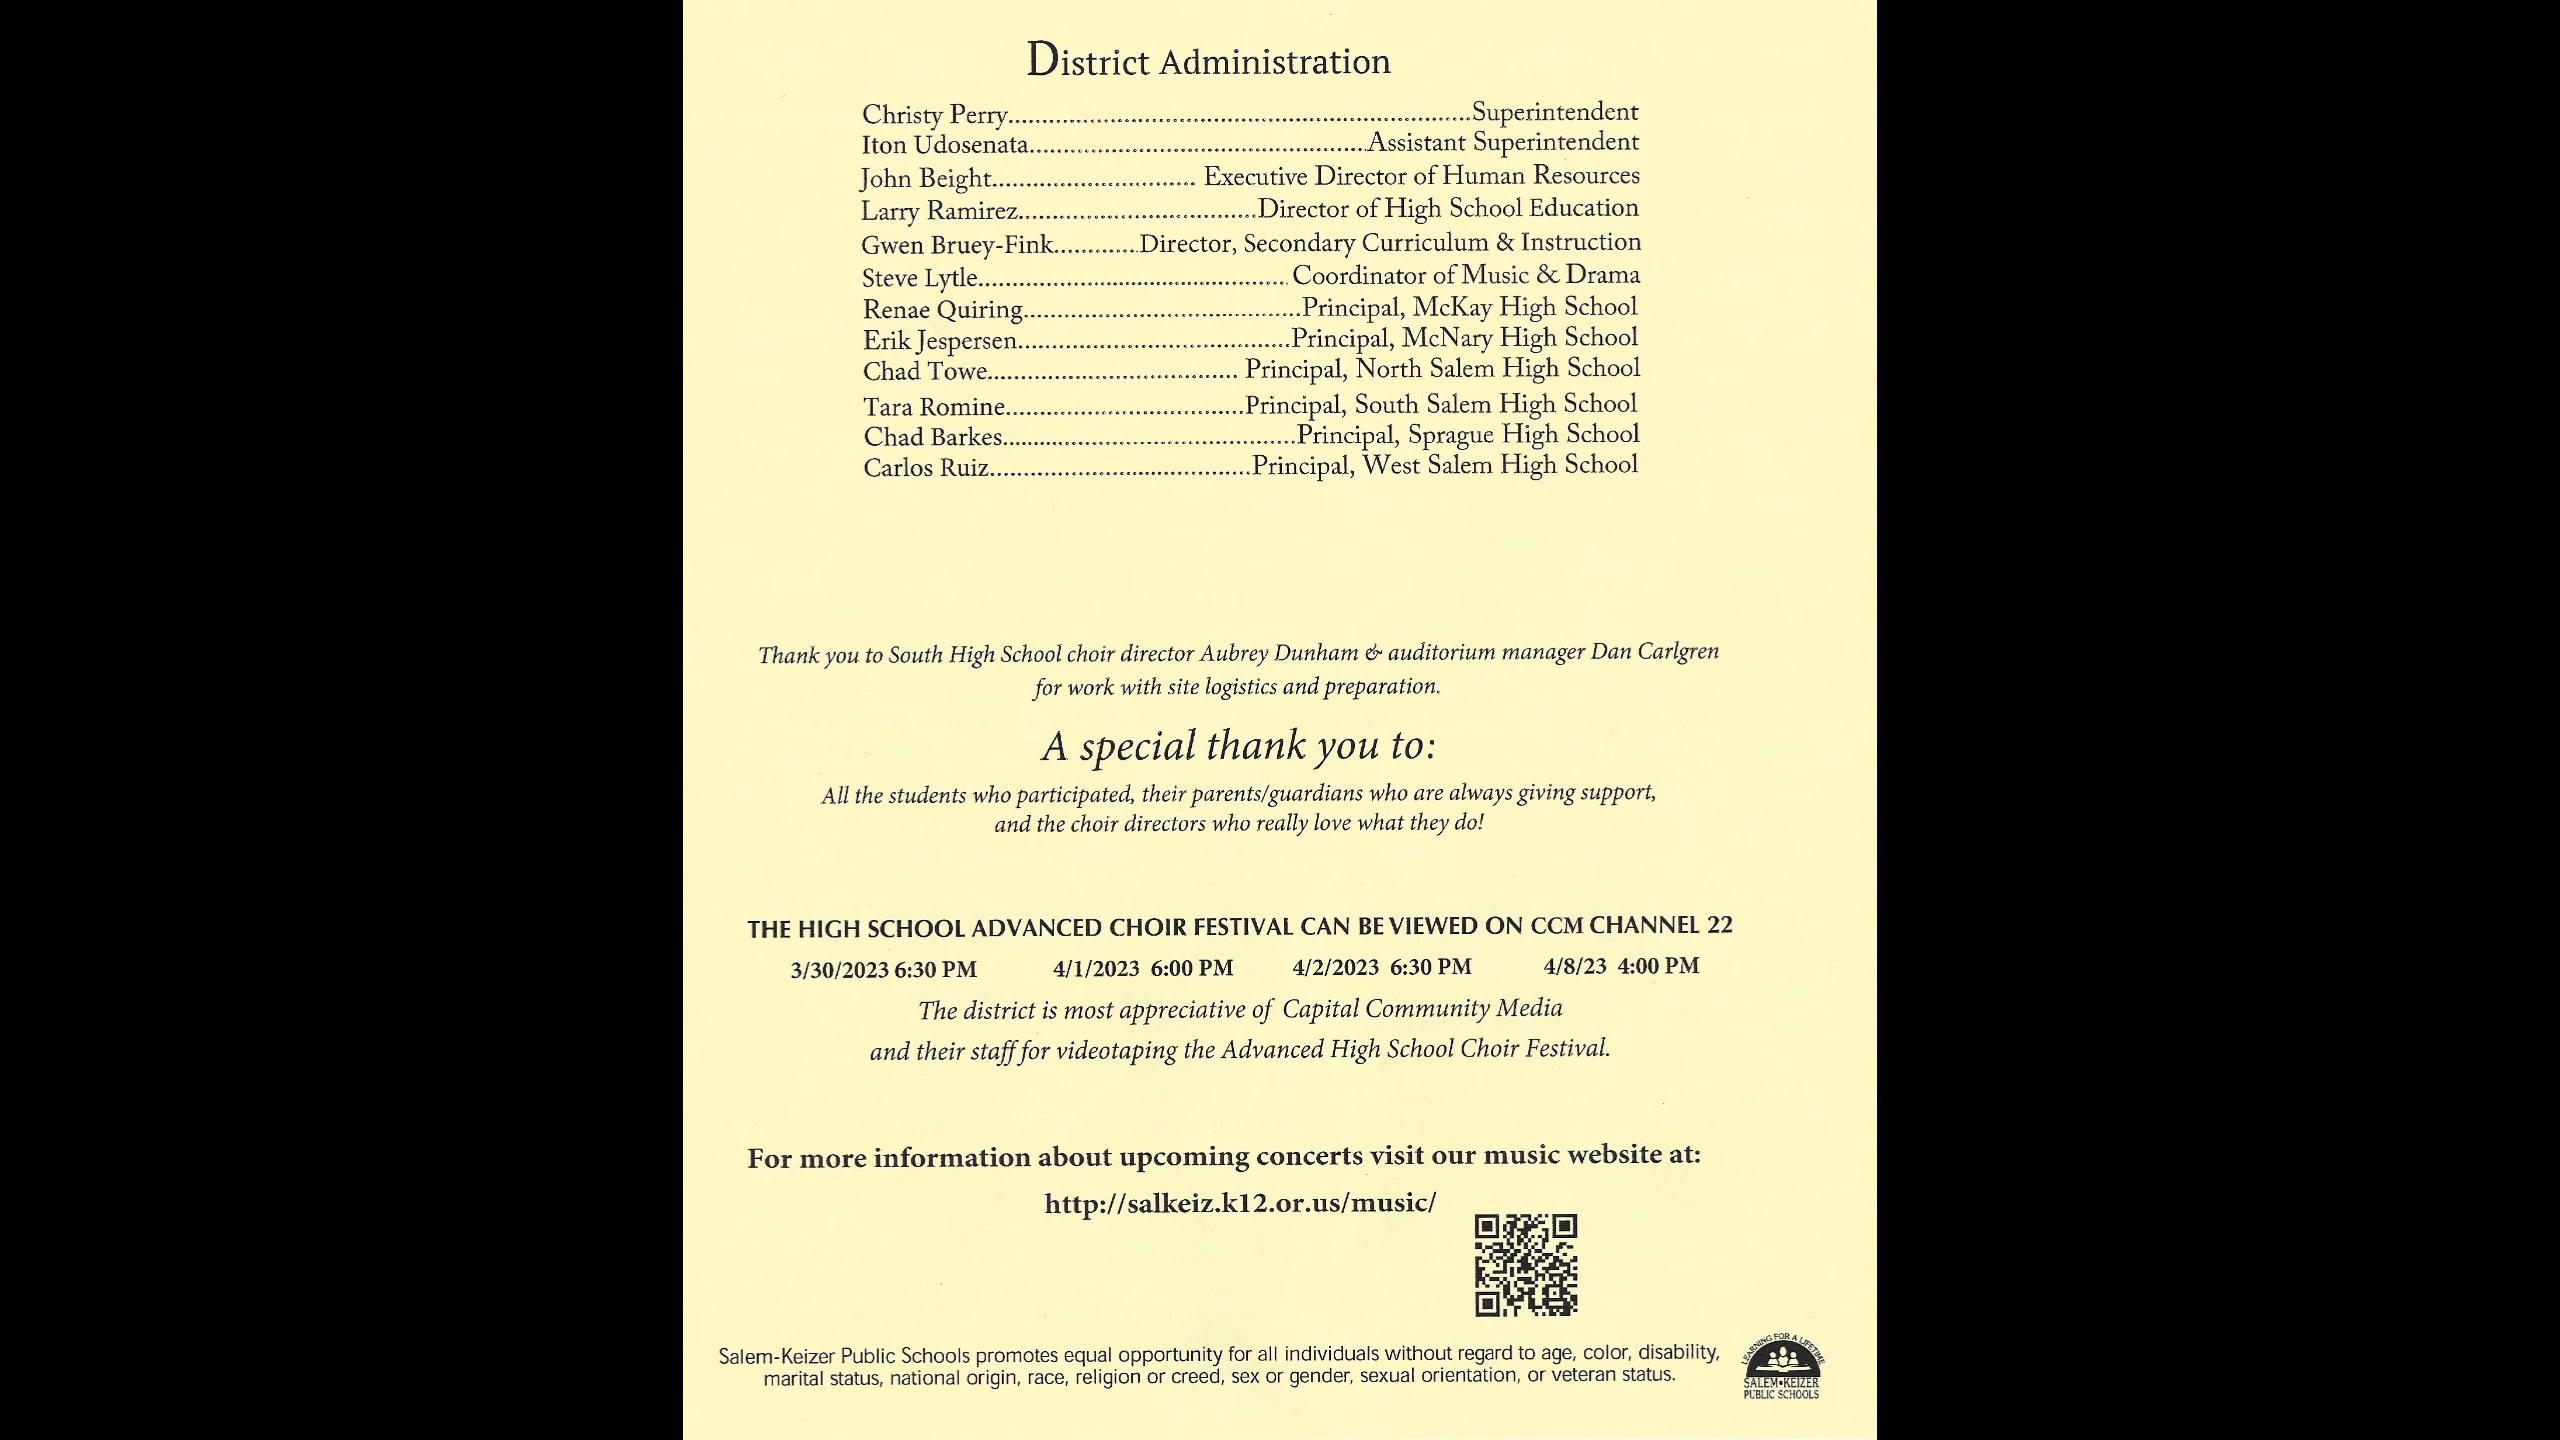 District Administration
Christy Perry....................................................................Superintendent
Iton Udosenata.................................................Assistant Superintendent
John Beight.............................. Executive Director of Human Resources
Larry Ramirez...................................Director of High School Education
Gwen Bruey-Fink............Director, Secondary Curriculum & Instruction
Steve Lytle............................................. Coordinator of Music & Drama
Renae Quiring.........................................Principal, McKay High School
Erik Jespersen........................................Principal, McNary High School
Chad Towe..................................... Principal, North Salem High School
Tara Romine...................................Principal, South Salem High School
Chad Barkes...........................................Principal, Sprague High School
Carlos Ruiz......................................Principal, West Salem High School
Thank you to South High School choir director Aubrey Dunham & auditorium manager Dan Carlgren
for work with site logistics and preparation.
A special thank you to:
All the students who participated, their parents/guardians who are always giving support,
and the choir directors who really love what they do!
THE HIGH SCHOOL ADVANCED CHOIR FESTIVAL CAN BE VIEWED ON CCM CHANNEL 22
3/30/2023 6:30 PM 4/1/2023 6:00 PM 4/2/2023 6:30 PM 4/8/23 4:00 PM
The district is most appreciative of Capital Community Media
and their staff for videotaping the Advanced High School Choir Festival.
For more information about upcoming concerts visit our music website at:
http://salkeiz.k12.or.us/music/
Salem-Keizer Public Schools promotes equal opportunity for all individuals without regard to age, color, disability,
marital status, national origin, race, religion or creed, sex or gender, sexual orientation, or veteran status.
LEARNING FOR A LIFETIME
SALEM•KEIZER
PUBLIC SCHOOLS